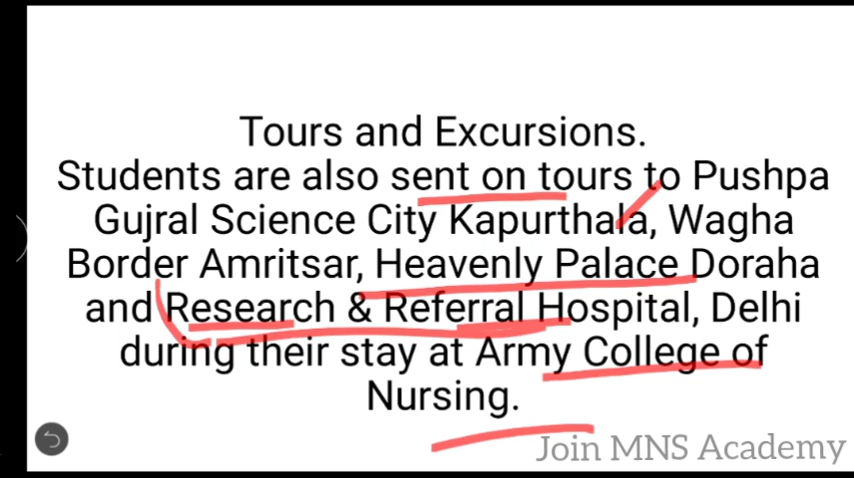 Tours and Excursions.
Students are also sent on tours to Pushpa
Gujral Science City Kapurthala, Wagha
Border Amritsar, Heavenly Palace Doraha
and Research & Referral Hospital, Delhi
during their stay at Army College of
Nursing.
Join MNS Academy